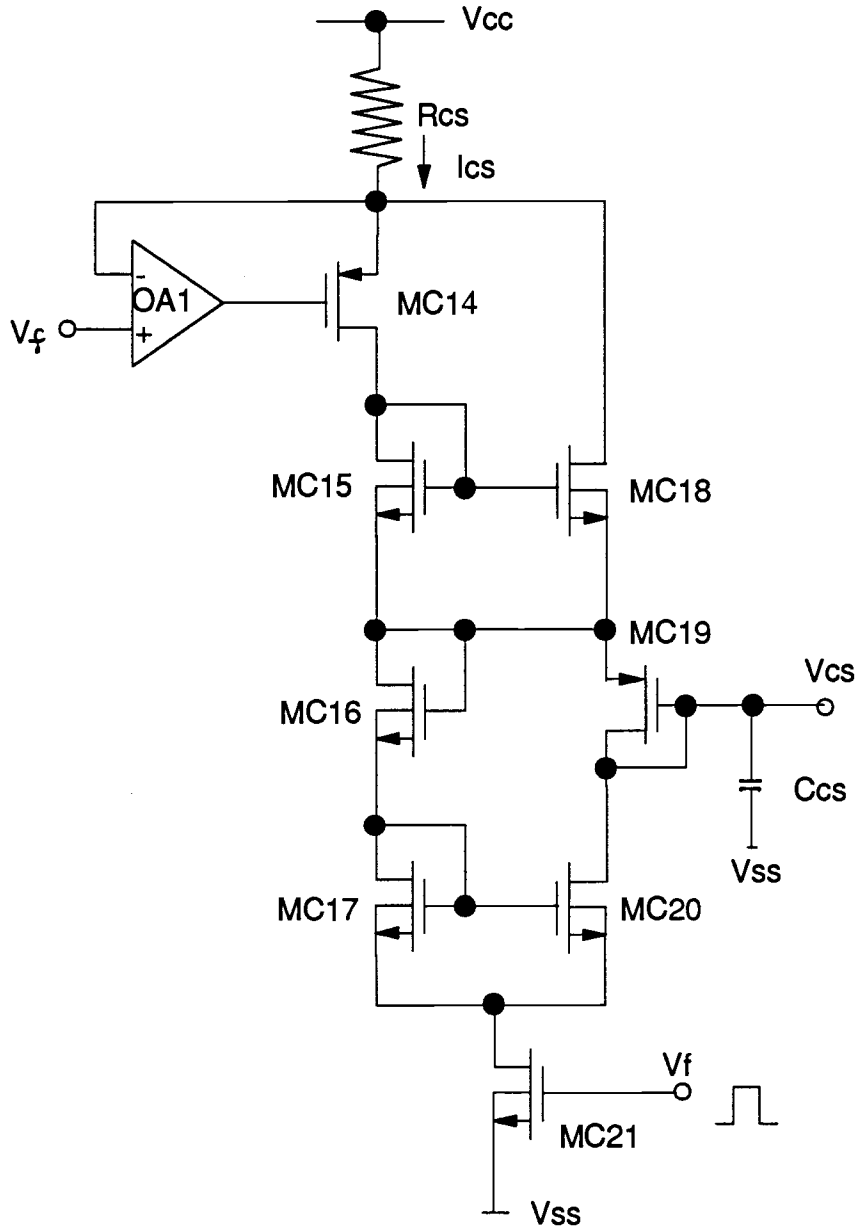 Vcc
Rcs
Ics
-
OA1
+
Vf
MC14
MC15
MC18
MC19
Vcs
MC16
Ccs
Vss
MC17
MC20
Vf
MC21
Vss